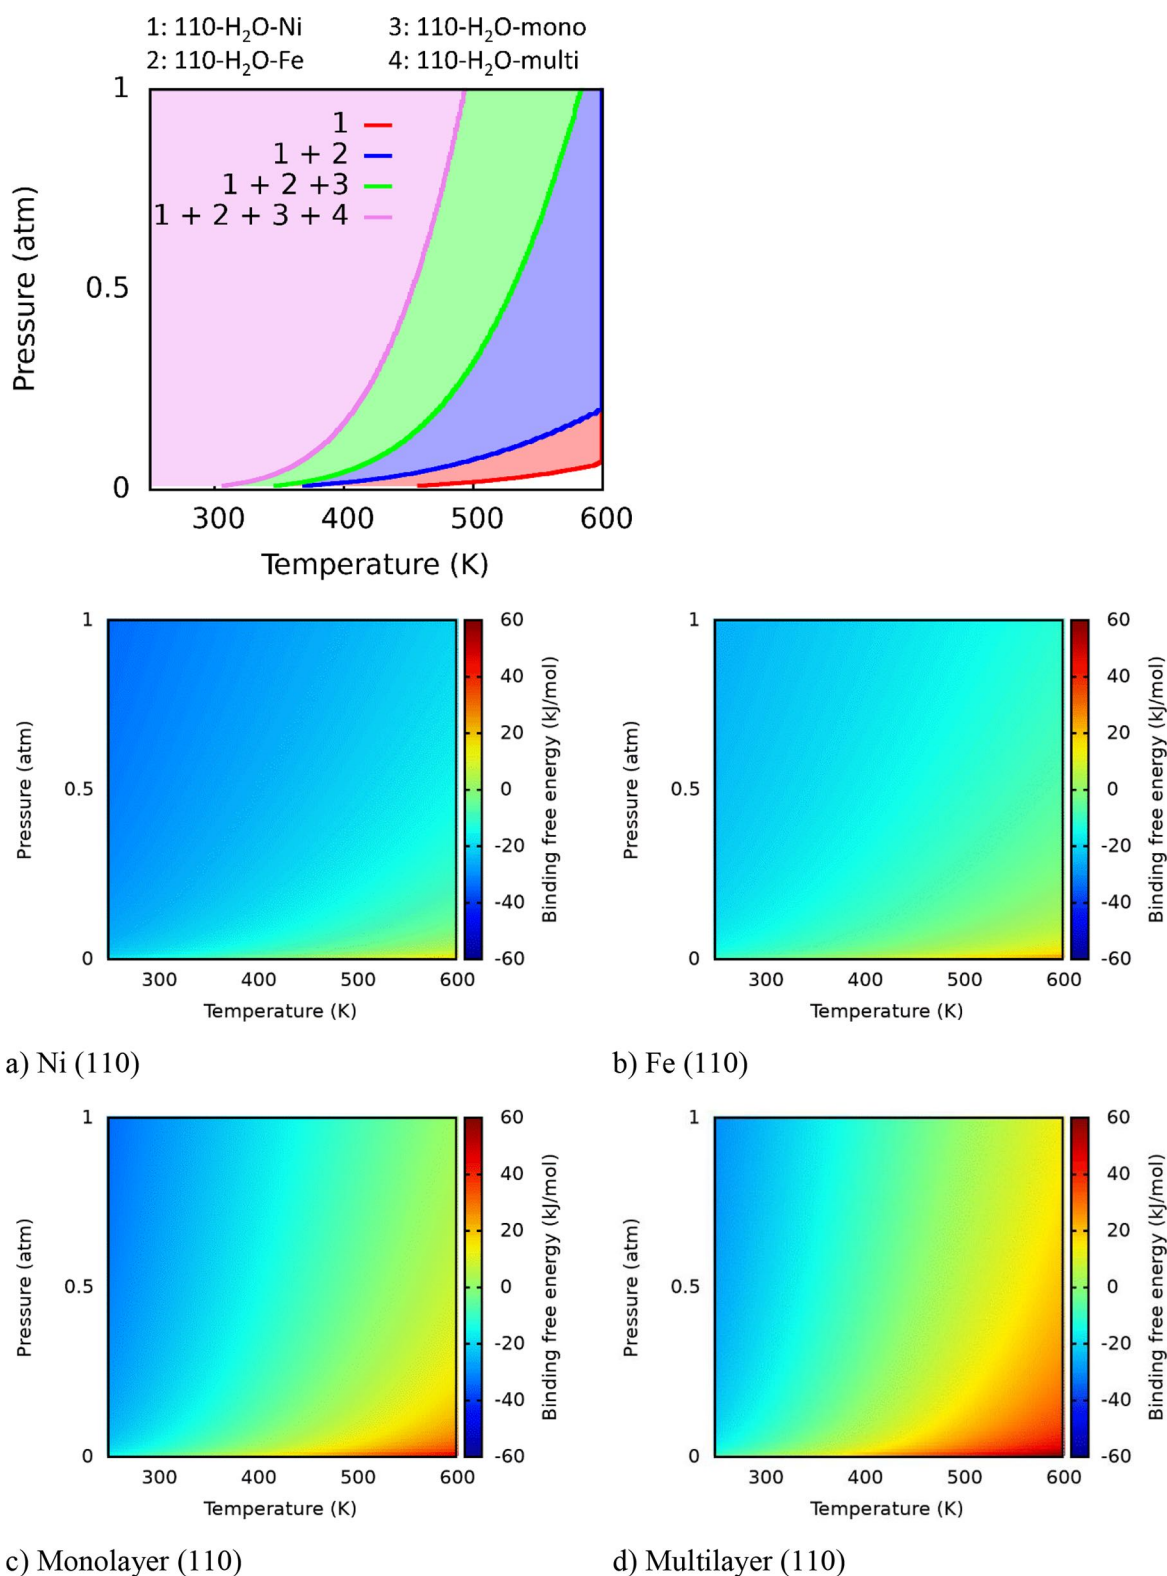 1: 110-H₂O-Ni 3: 110-H₂O-mono
2: 110-H₂O-Fe 4: 110-H₂O-multi
1
1
1 + 2
1 + 2 +3
1 + 2 + 3 + 4
Pressure (atm)
0.5
0
300 400 500 600
Temperature (K)
1
0.5
0
Pressure (atm)
300 400 500 600
Temperature (K)
60
40
20
0
-20
-40
-60
Binding free energy (kJ/mol)
1
0.5
0
Pressure (atm)
300 400 500 600
Temperature (K)
60
40
20
0
-20
-40
-60
Binding free energy (kJ/mol)
a) Ni (110) b) Fe (110)
1
0.5
0
Pressure (atm)
300 400 500 600
Temperature (K)
60
40
20
0
-20
-40
-60
Binding free energy (kJ/mol)
1
0.5
0
Pressure (atm)
300 400 500 600
Temperature (K)
60
40
20
0
-20
-40
-60
Binding free energy (kJ/mol)
c) Monolayer (110) d) Multilayer (110)